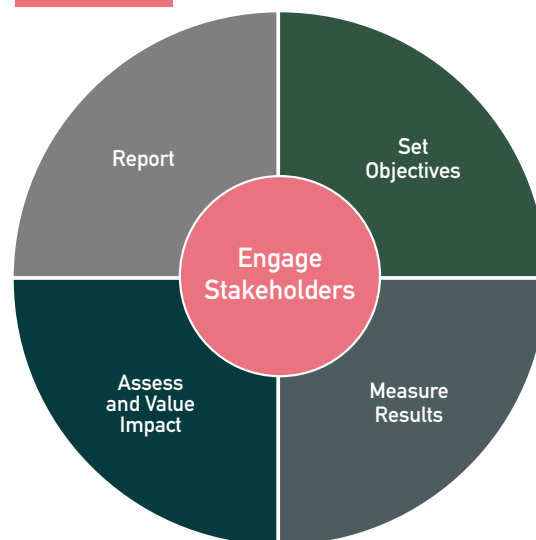 Report
Set
Objectives
Engage
Stakeholders
Assess
and Value
Impact
Measure
Results